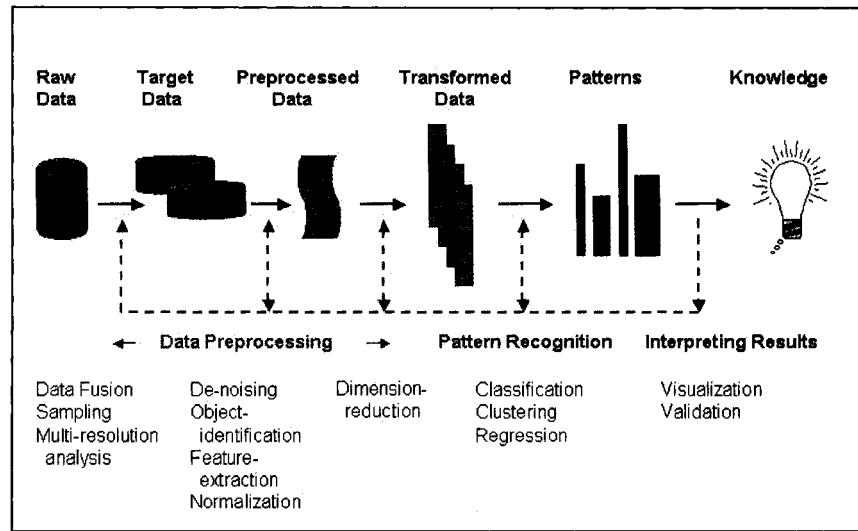 Raw Data
Target Data
Preprocessed Data
Transformed Data
Patterns
Knowledge
Data Preprocessing
Pattern Recognition
Interpreting Results
Data Fusion
Sampling
Multi-resolution
analysis
De-noising
Object-
identification
Feature-
extraction
Normalization
Dimension-
reduction
Classification
Clustering
Regression
Visualization
Validation